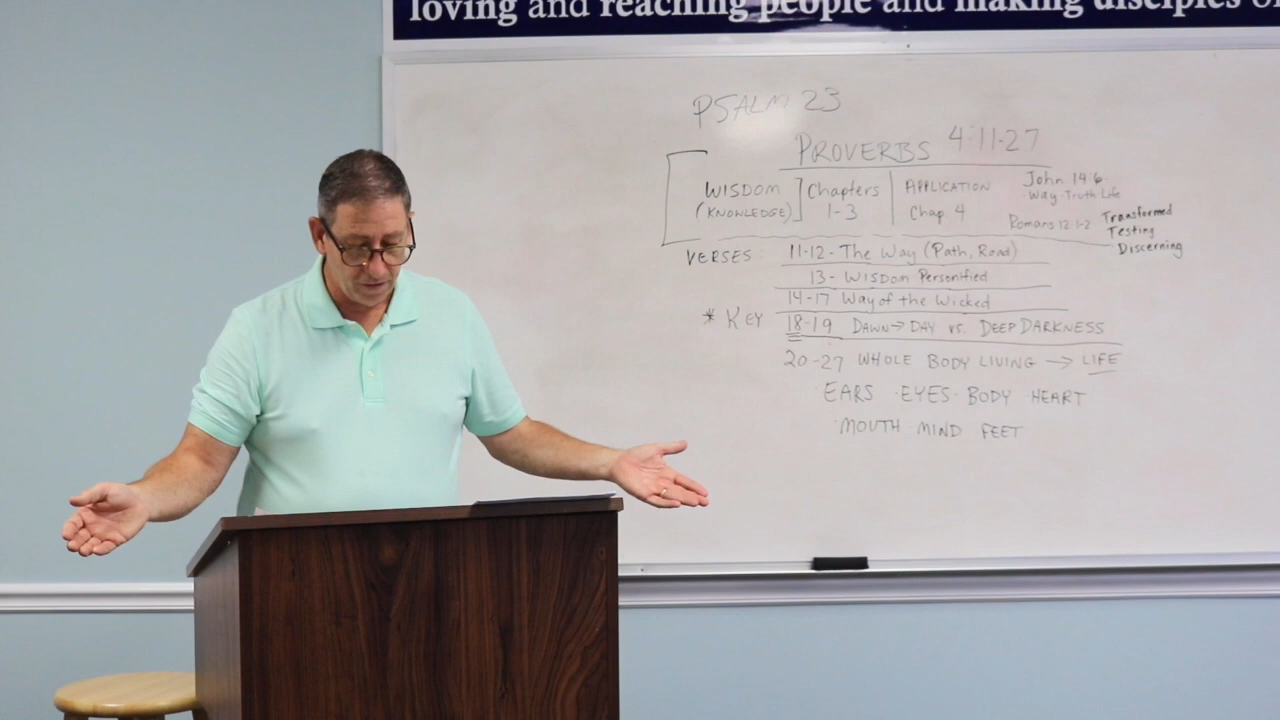 loving and reaching people and making disciples
PSALM 23
PROVERBS 4:11-27
WISDOM (KNOWLEDGE)] Chapters 1-3 | APPLICATION Chap 4
John 14:6
Way-Truth Life
Romans 12:1-2 Transformed
Testing
Discerning
VERSES: 11-12- The Way (Path, Road)
13- WISDOM Personified
14-17 Way of the Wicked
* KEY 18-19 DAWN→DAY VS. DEEP DARKNESS
20-27 WHOLE BODY LIVING → LIFE
EARS · EYES · BODY · HEART
· MOUTH · MIND FEET